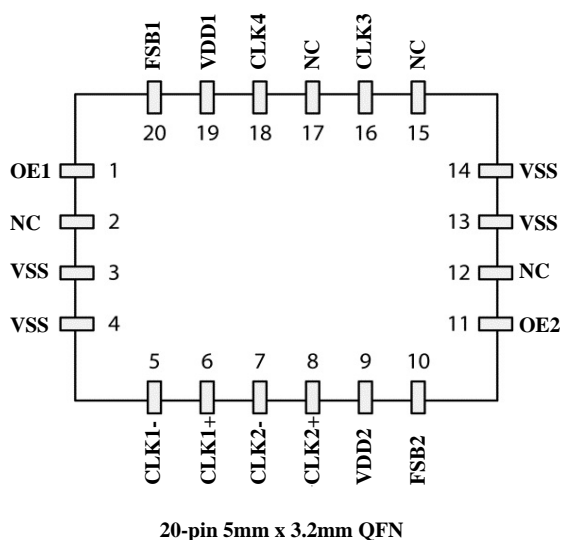 FSB1 VDD1 CLK4 NC CLK3 NC
20 19 18 17 16 15
OE1 1 14 VSS
NC 2 13 VSS
VSS 3 12 NC
VSS 4 11 OE2
5 6 7 8 9 10
CLK1- CLK1+ CLK2- CLK2+ VDD2 FSB2
20-pin 5mm x 3.2mm QFN